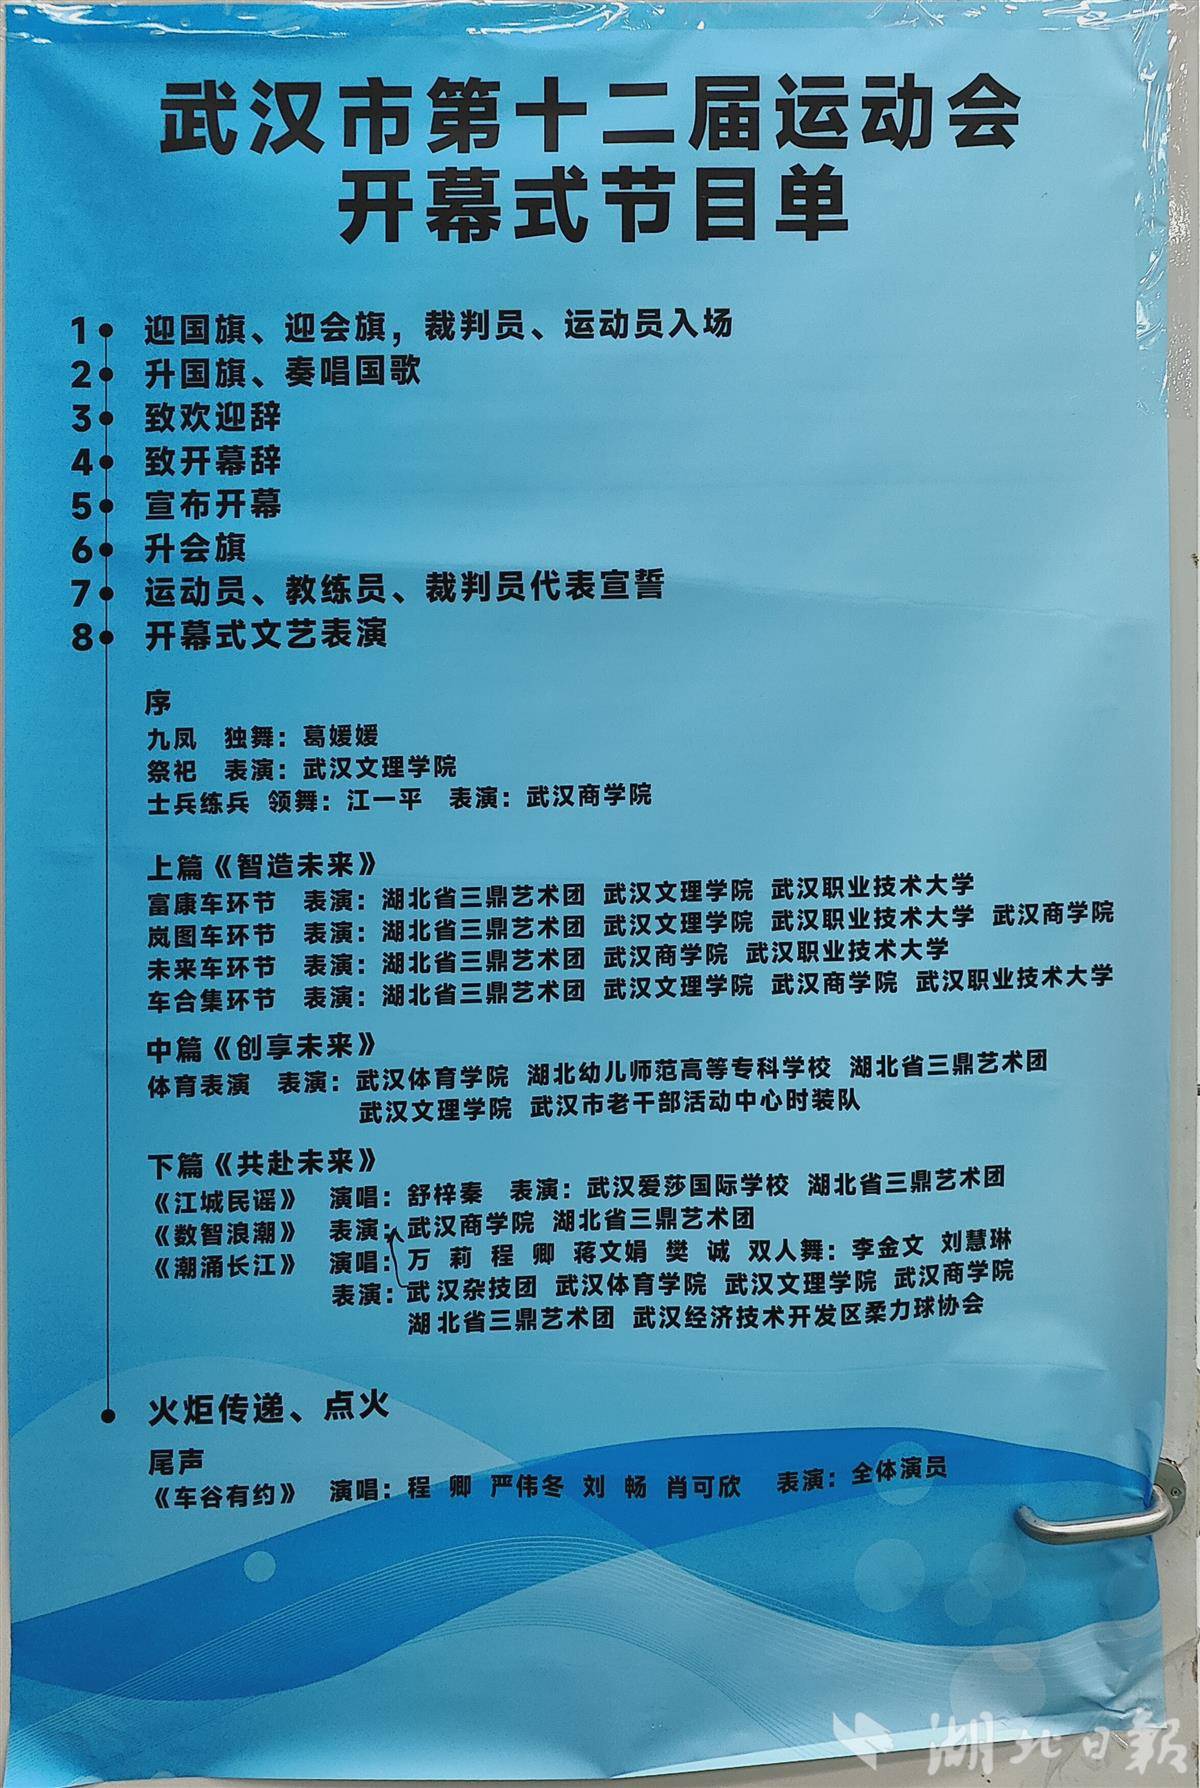 武汉市第十二届运动会
开幕式节目单
1 迎国旗、迎会旗，裁判员、运动员入场
2 升国旗、奏唱国歌
3 致欢迎辞
4 致开幕辞
5 宣布开幕
6 升会旗
7 运动员、教练员、裁判员代表宣誓
8 开幕式文艺表演
序
九凤 独舞：葛媛媛
祭祀 表演：武汉文理学院
士兵练兵 领舞：江一平 表演：武汉商学院
上篇《智造未来》
富康车环节 表演：湖北省三鼎艺术团 武汉文理学院 武汉职业技术大学
岚图车环节 表演：湖北省三鼎艺术团 武汉文理学院 武汉职业技术大学 武汉商学院
未来车环节 表演：湖北省三鼎艺术团 武汉商学院 武汉职业技术大学
车合集环节 表演：湖北省三鼎艺术团 武汉文理学院 武汉商学院 武汉职业技术大学
中篇《创享未来》
体育表演 表演：武汉体育学院 湖北幼儿师范高等专科学校 湖北省三鼎艺术团
武汉文理学院 武汉市老干部活动中心时装队
下篇《共赴未来》
《江城民谣》 演唱：舒梓秦 表演：武汉爱莎国际学校 湖北省三鼎艺术团
《数智浪潮》 表演：武汉商学院 湖北省三鼎艺术团
《潮涌长江》 演唱：万 莉 程 卿 蒋文娟 樊 诚 双人舞：李金文 刘慧琳
表演：武汉杂技团 武汉体育学院 武汉文理学院 武汉商学院
湖北省三鼎艺术团 武汉经济技术开发区柔力球协会
火炬传递、点火
尾声
《车谷有约》 演唱：程 卿 严伟冬 刘 畅 肖可欣 表演：全体演员
湖北日報